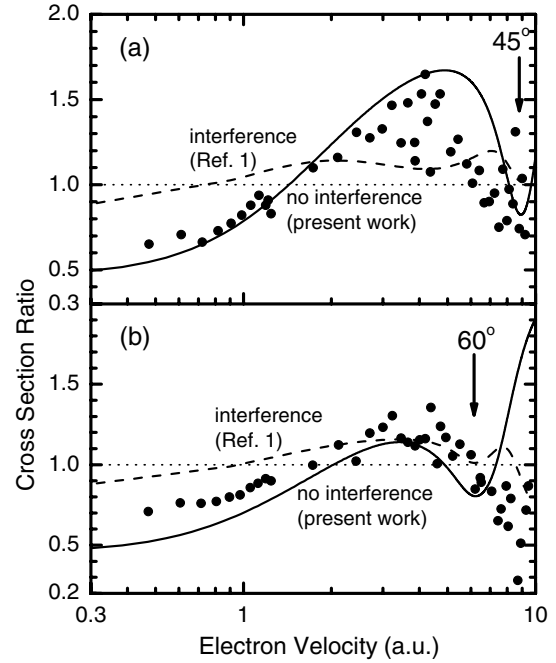 2.0
(a)
45°
1.5
interference
(Ref. 1)
1.0
no interference
(present work)
0.5
0.3
(b)
60°
1.5
interference
(Ref. 1)
1.0
no interference
(present work)
0.5
0.2
0.3
1
10
Cross Section Ratio
Electron Velocity (a.u.)